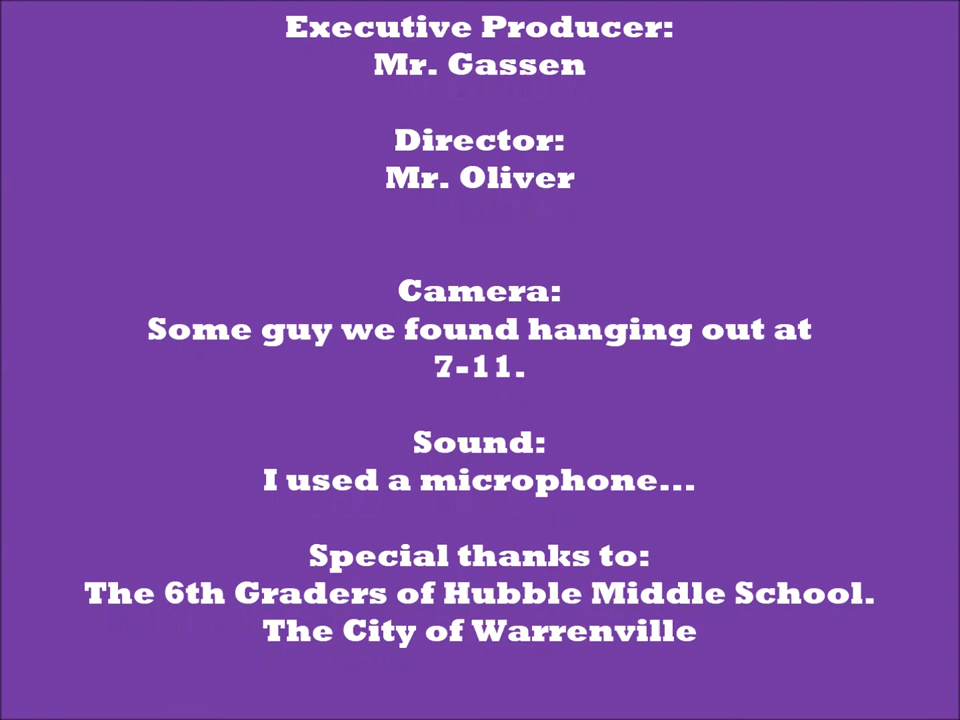 Executive Producer:
Mr. Gassen
Director:
Mr. Oliver
Camera:
Some guy we found hanging out at
7-11.
Sound:
I used a microphone...
Special thanks to:
The 6th Graders of Hubble Middle School.
The City of Warrenville